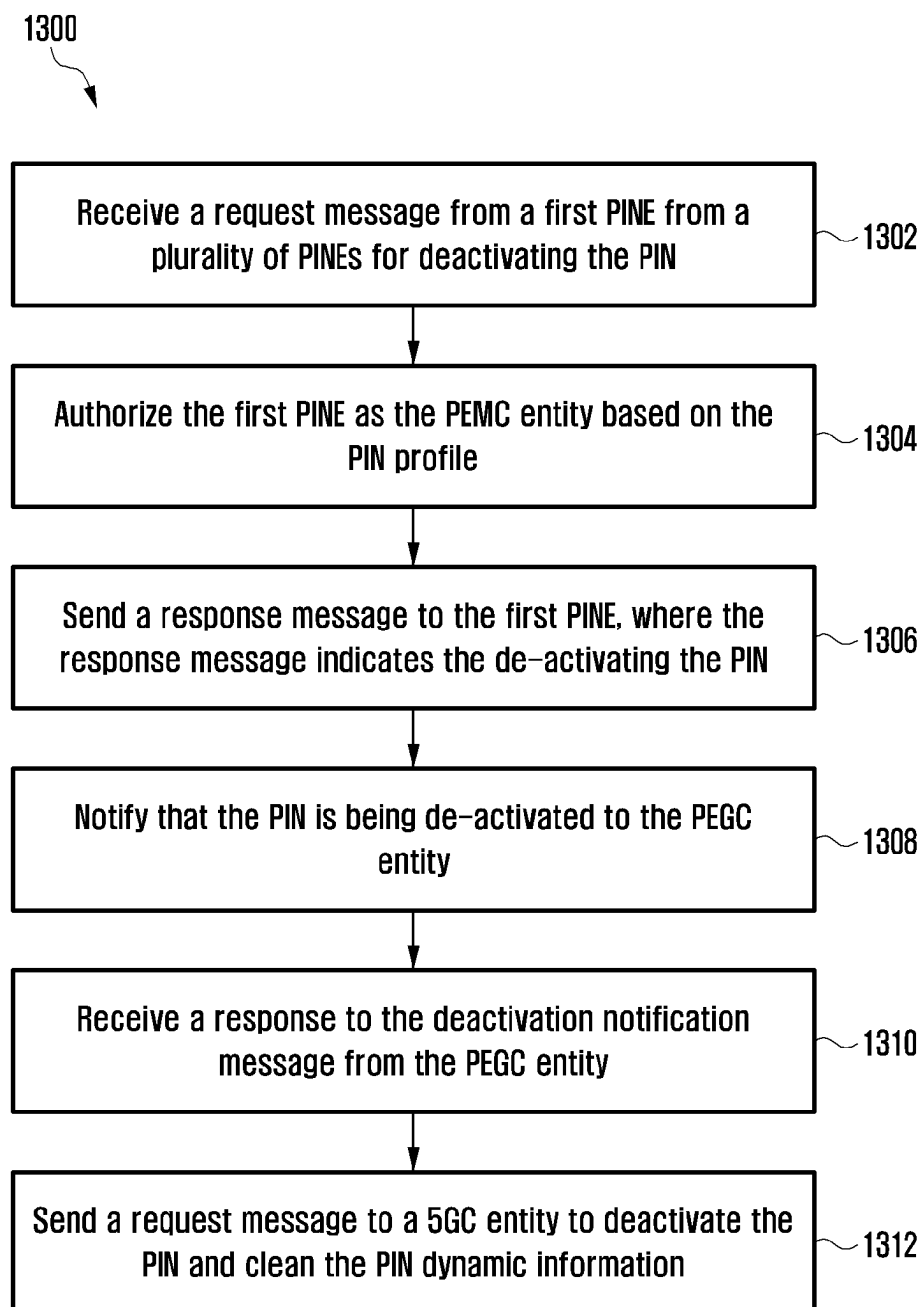 1300
Receive a request message from a first PINE from a
plurality of PINEs for deactivating the PIN
1302
Authorize the first PINE as the PEMC entity based on the
PIN profile
1304
Send a response message to the first PINE, where the
response message indicates the de-activating the PIN
1306
Notify that the PIN is being de-activated to the PEGC
entity
1308
Receive a response to the deactivation notification
message from the PEGC entity
1310
Send a request message to a 5GC entity to deactivate the
PIN and clean the PIN dynamic information
1312